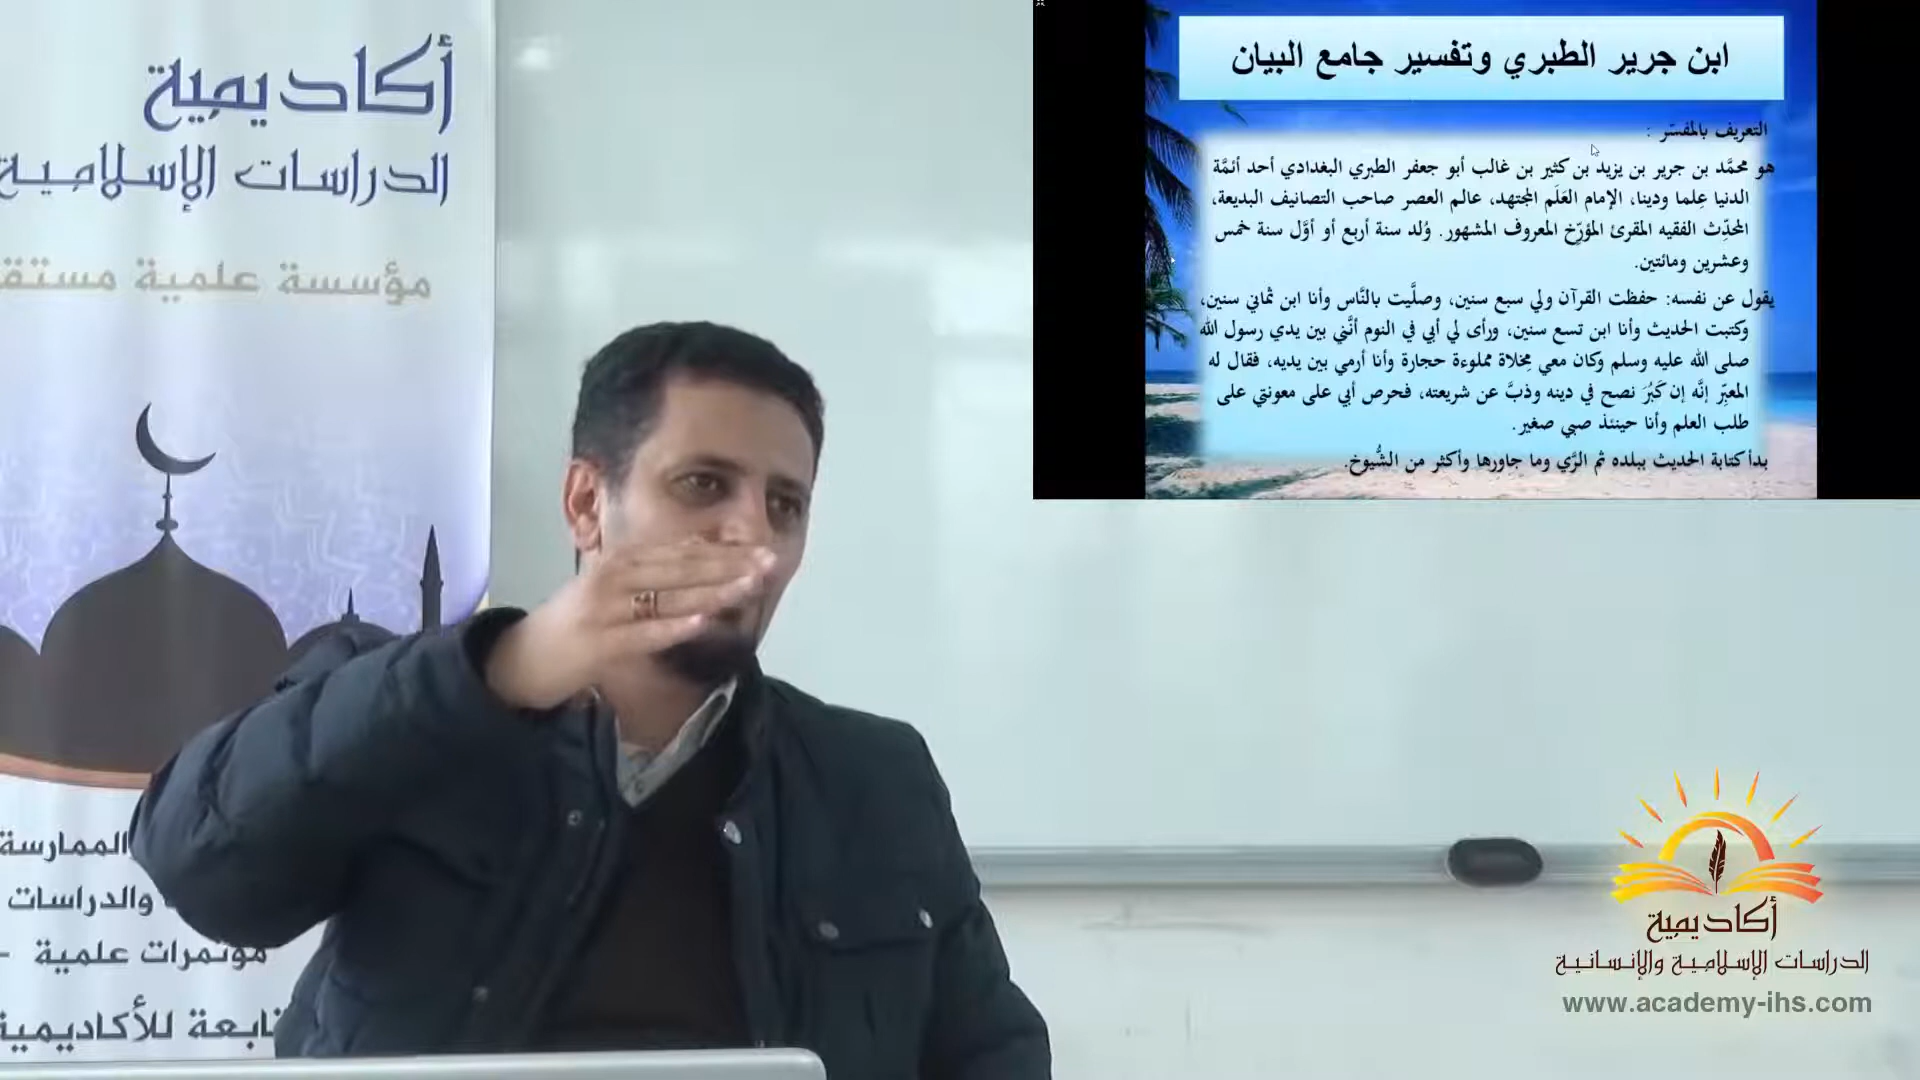 أكاديمية
الدراسات الإسلامية
مؤسسة علمية
الممارسة
والدراسات
مؤتمرات علمية -
تابعة للأكاديمية
ابن جرير الطبري وتفسير جامع البيان
التعريف بالمفسّر :
هو محمَّد بن جرير بن يزيد بن كثير بن غالب أبو جعفر الطبري البغدادي أحد أئمَّة
الدنيا عِلما ودينا، الإمام العَلَم المجتهد، عالم العصر صاحب التصانيف البديعة،
المحدِّث الفقيه المقرئ المؤرِّخ المعروف المشهور. وُلد سنة أربع أو أوَّل سنة خمس
وعشرين ومائتين.
يقول عن نفسه: حفظت القرآن ولي سبع سنين، وصلَّيت بالنَّاس وأنا ابن ثماني سنين،
وكتبت الحديث وأنا ابن تسع سنين، ورأى لي أبي في النوم أنَّني بين يدي رسول الله
صلى الله عليه وسلم وكان معي مِخلاة مملوءة حجارة وأنا أرمي بين يديه، فقال له
المعبِّر إنَّه إن كَبُرَ نصح في دينه وذبَّ عن شريعته، فحرص أبي على معونتي على
طلب العلم وأنا حينئذ صبي صغير.
بدأ كتابة الحديث ببلده ثم الرَّي وما جاورها وأكثر من الشُّيوخ.
أكاديمية
الدراسات الإسلامية والإنسانية
www.academy-ihs.com